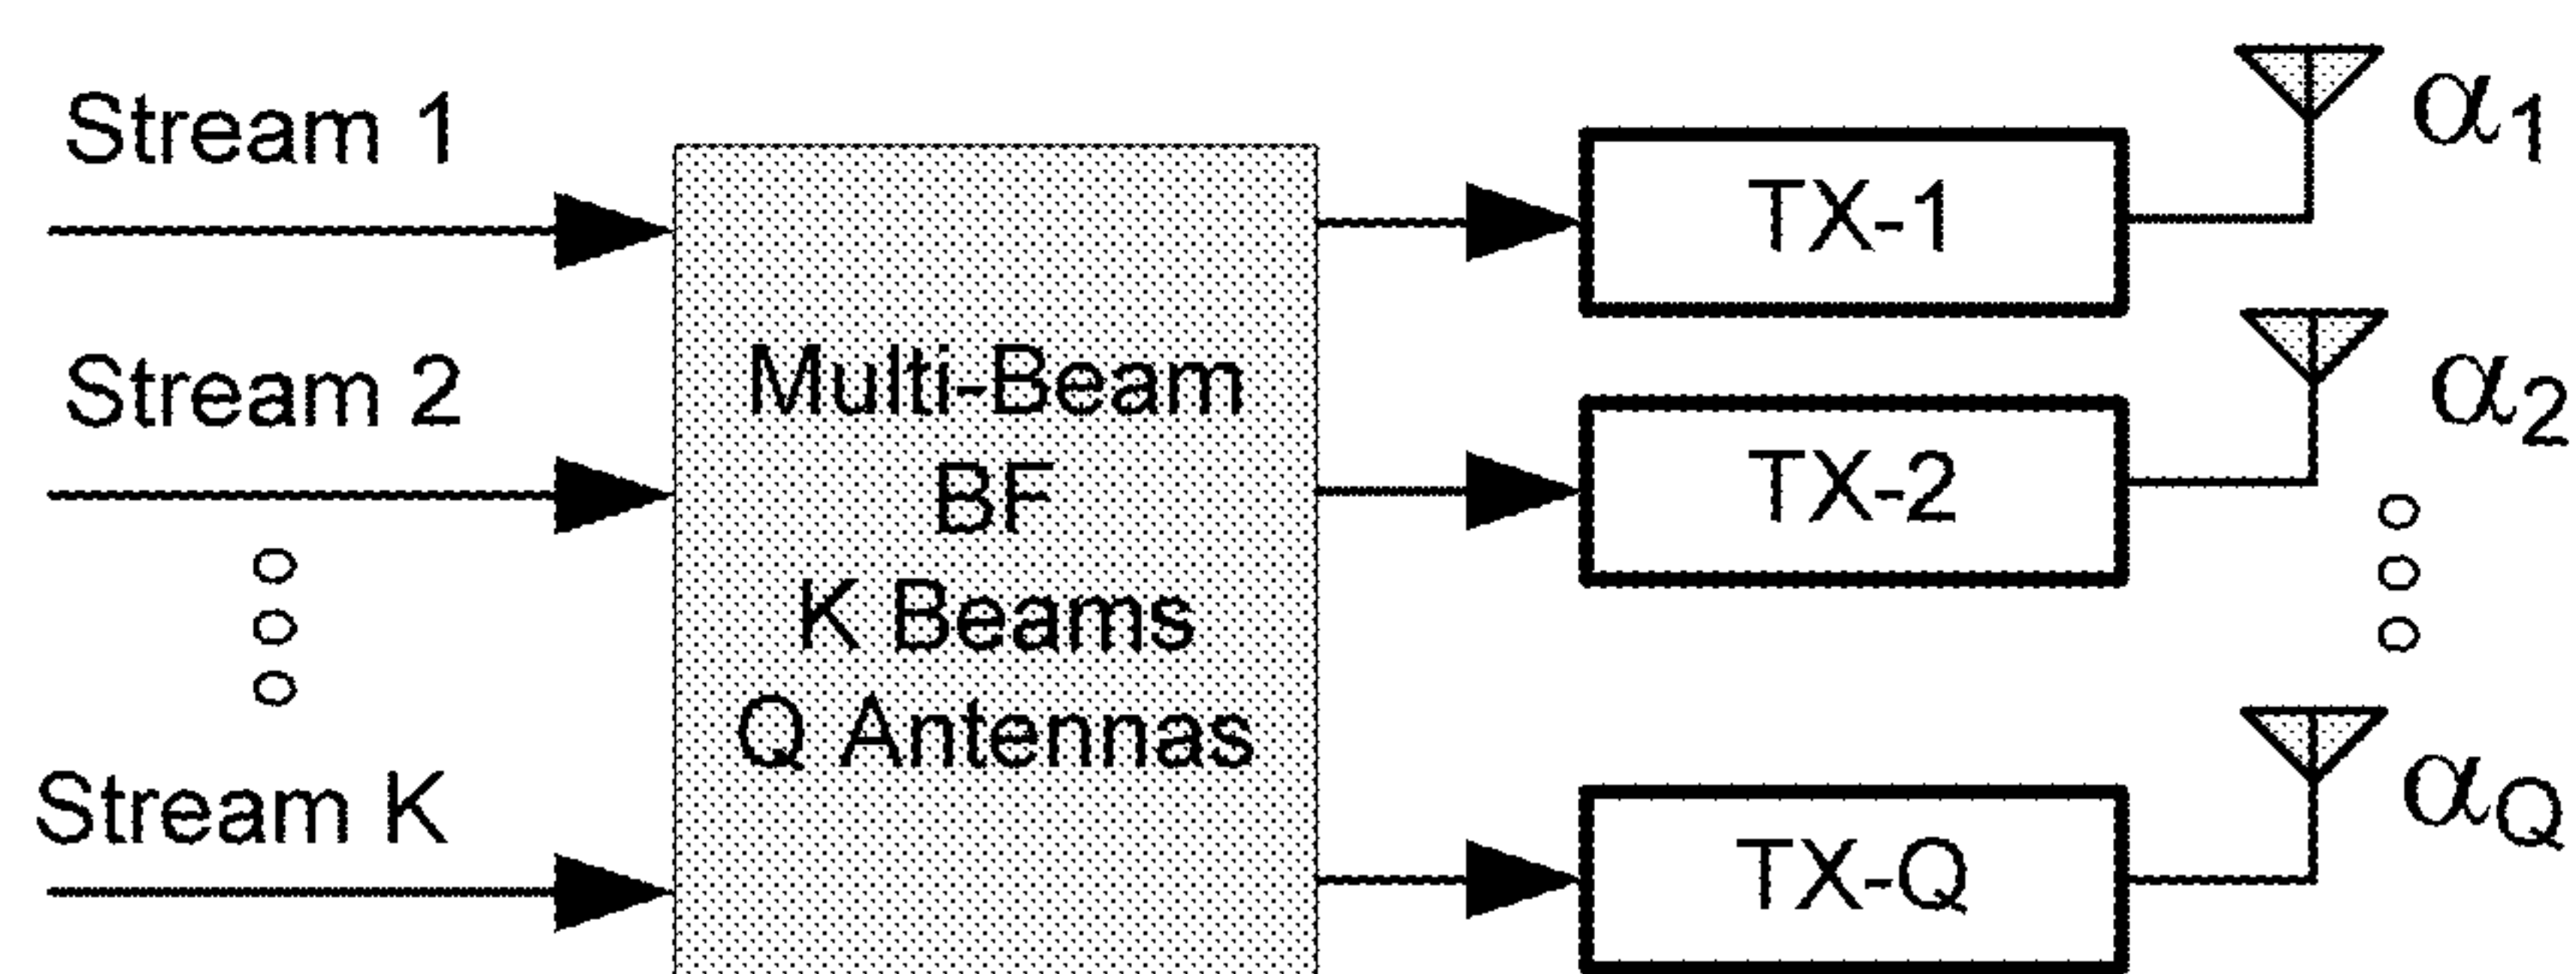 Stream 1
Stream 2
Stream K
Multi-Beam
BF
K Beams
Q Antennas
TX-1
TX-2
TX-Q
α1
α2
αQ